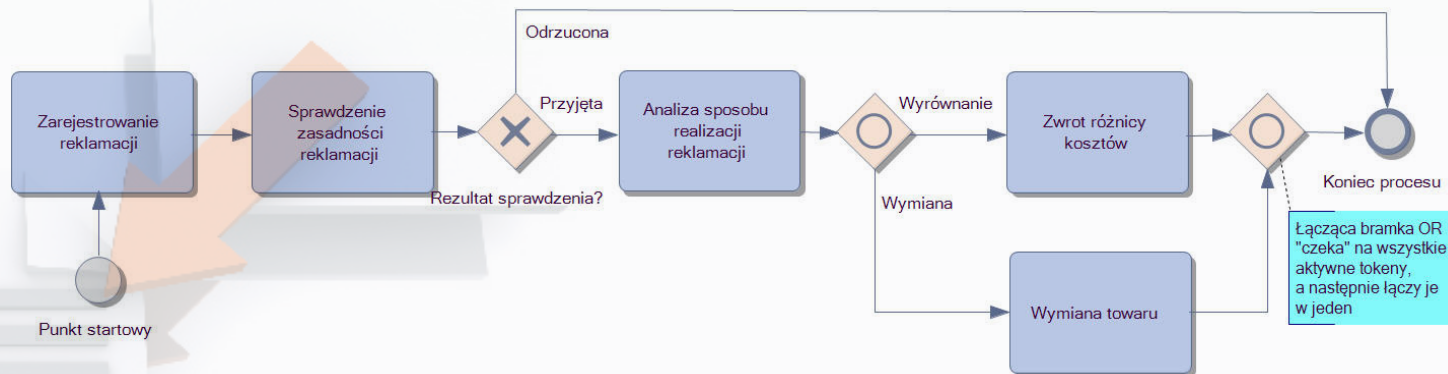 Odrzucona
Zarejestrowanie
reklamacji
Sprawdzenie
zasadności
reklamacji
Przyjęta
Rezultat sprawdzenia?
Analiza sposobu
realizacji
reklamacji
Wyrównanie
Zwrot różnicy
kosztów
Koniec procesu
Wymiana
Wymiana towaru
Łącząca bramka OR
"czeka" na wszystkie
aktywne tokeny,
a następnie łączy je
w jeden
Punkt startowy